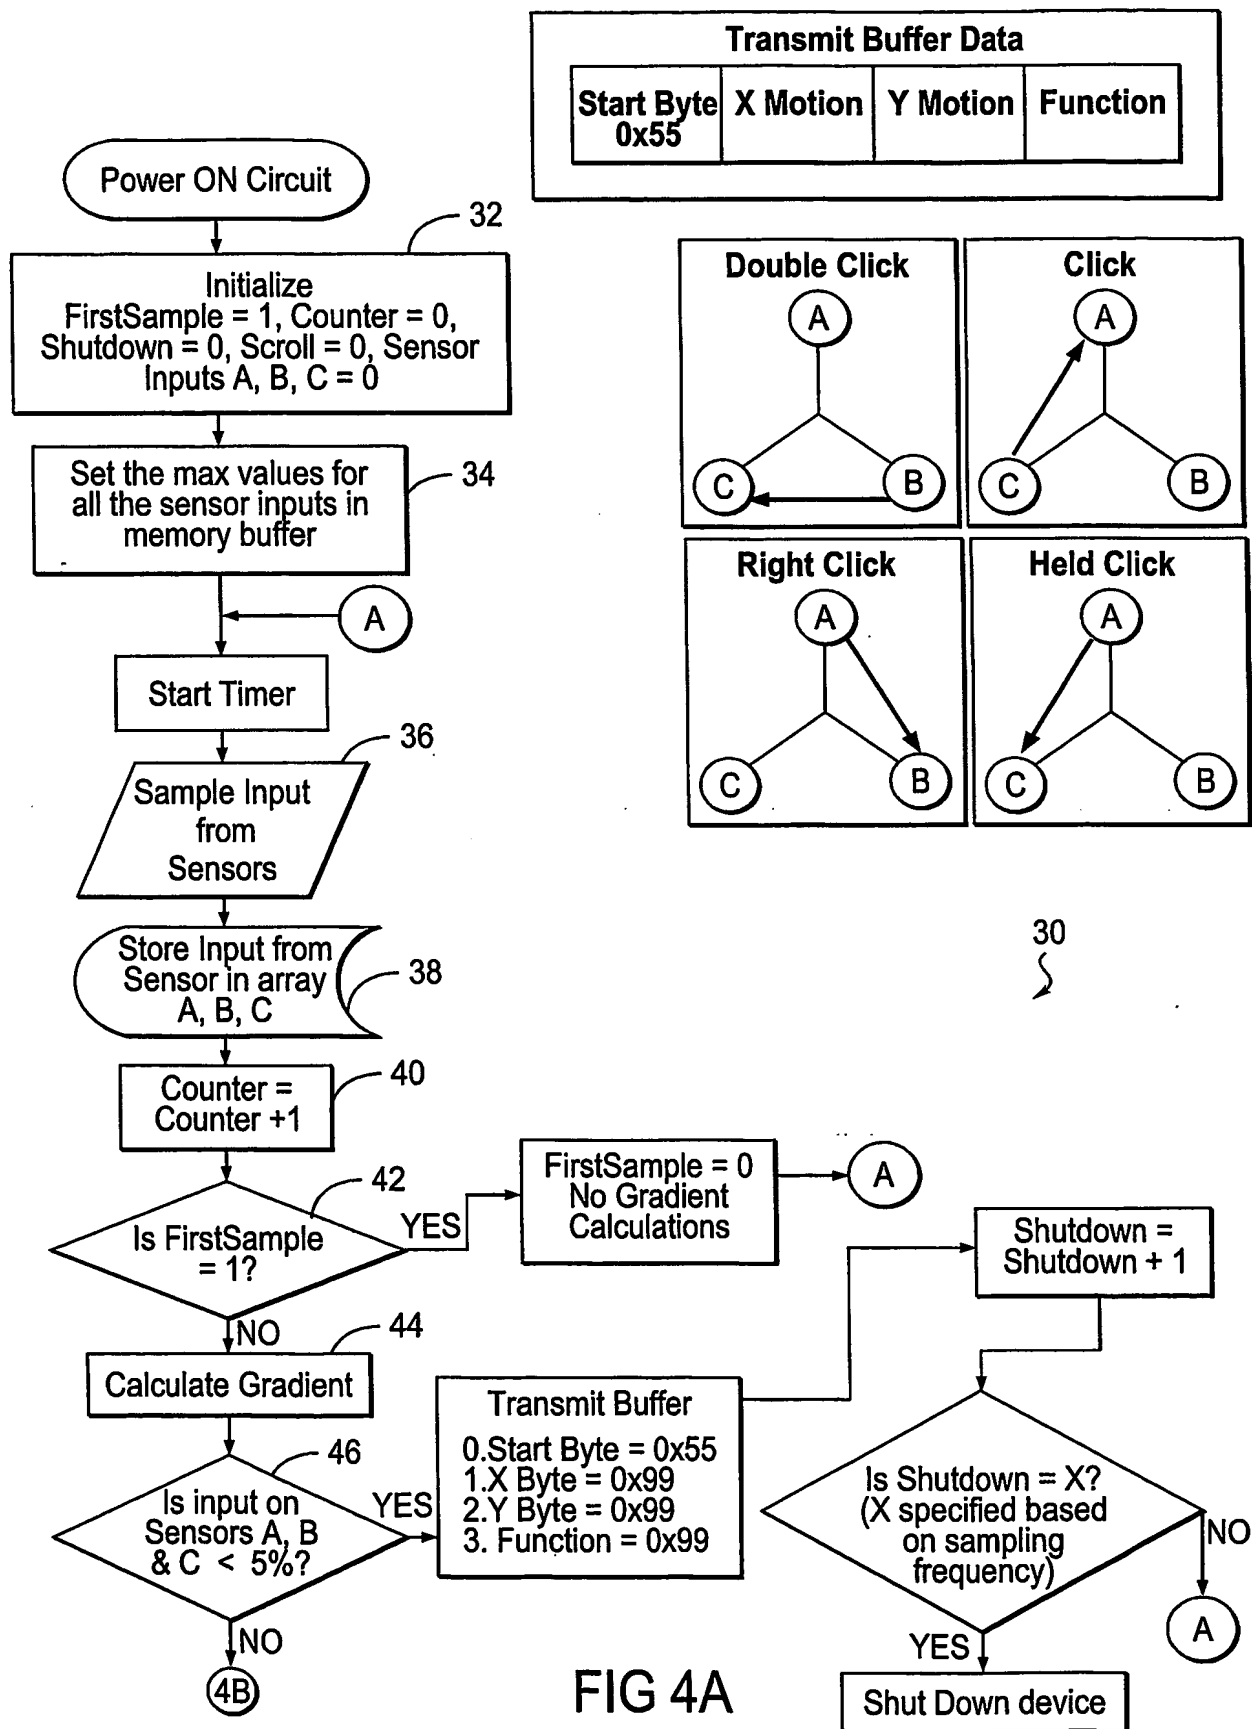 Transmit Buffer Data
Start Byte
0x55
X Motion
Y Motion
Function
Power ON Circuit
32
Initialize
FirstSample = 1, Counter = 0,
Shutdown = 0, Scroll = 0, Sensor
Inputs A, B, C = 0
Set the max values for
all the sensor inputs in
memory buffer
34
A
Start Timer
36
Sample Input
from
Sensors
Store Input from
Sensor in array
A, B, C
38
Counter =
Counter +1
40
42
Is FirstSample
= 1?
YES
FirstSample = 0
No Gradient
Calculations
A
NO
44
Calculate Gradient
46
Is input on
Sensors A, B
& C < 5%?
YES
NO
4B
Transmit Buffer
0.Start Byte = 0x55
1.X Byte = 0x99
2.Y Byte = 0x99
3. Function = 0x99
Shutdown =
Shutdown + 1
Is Shutdown = X?
(X specified based
on sampling
frequency)
NO
A
YES
Shut Down device
Double Click
A
C
B
Click
A
C
B
Right Click
A
C
B
Held Click
A
C
B
30
FIG 4A